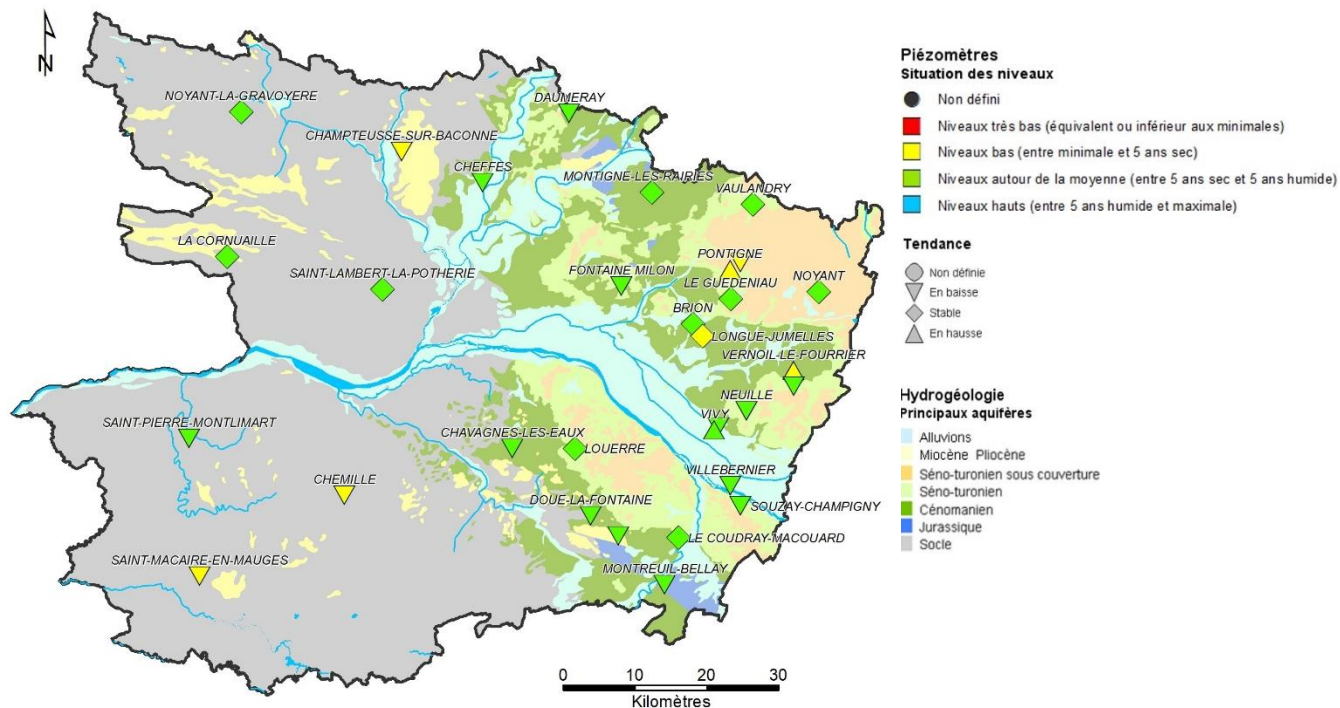 N
NOYANT-LA-GRAVOYERE
DAUMERAY
CHAMPTEUSSE-SUR-BACONNE
CHEFFES
MONTIGNE-LES-RAIRIES
VAULANDRY
LA CORNUAILLE
PONTIGNE
SAINT-LAMBERT-LA-POTHERIE
FONTAINE MILON
LE GUEDENIAU
NOYANT
BRION
LONGUE-JUMELLES
VERNOIL-LE-FOURRIER
NEUILLE
VIVY
SAINT-PIERRE-MONTLIMART
CHAVAGNES-LES-EAUX
LOUERRE
VILLEBERNIER
CHEMILLE
DOUE-LA-FONTAINE
SOUZAY-CHAMPIGNY
LE COUDRAY-MACOUARD
SAINT-MACAIRE-EN-MAUGES
MONTREUIL-BELLAY
0 10 20 30
Kilomètres
Piézomètres
Situation des niveaux
Non défini
Niveaux très bas (équivalent ou inférieur aux minimales)
Niveaux bas (entre minimale et 5 ans sec)
Niveaux autour de la moyenne (entre 5 ans sec et 5 ans humide)
Niveaux hauts (entre 5 ans humide et maximale)
Tendance
Non définie
En baisse
Stable
En hausse
Hydrogéologie
Principaux aquifères
Alluvions
Miocène Pliocène
Séno-turonien sous couverture
Séno-turonien
Cénomanien
Jurassique
Socle